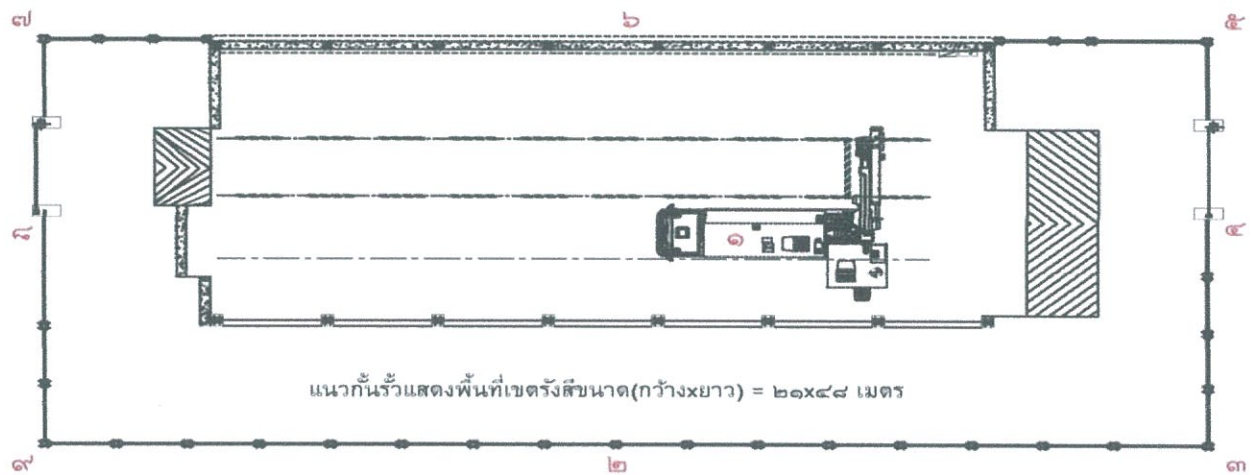 ๗ ๖ ๕
๘ ๑ ๔
แนวกั้นรั้วแสดงพื้นที่เขตรังสีขนาด(กว้างxยาว) = ๒๑x๔๘ เมตร
๙ ๒ ๓